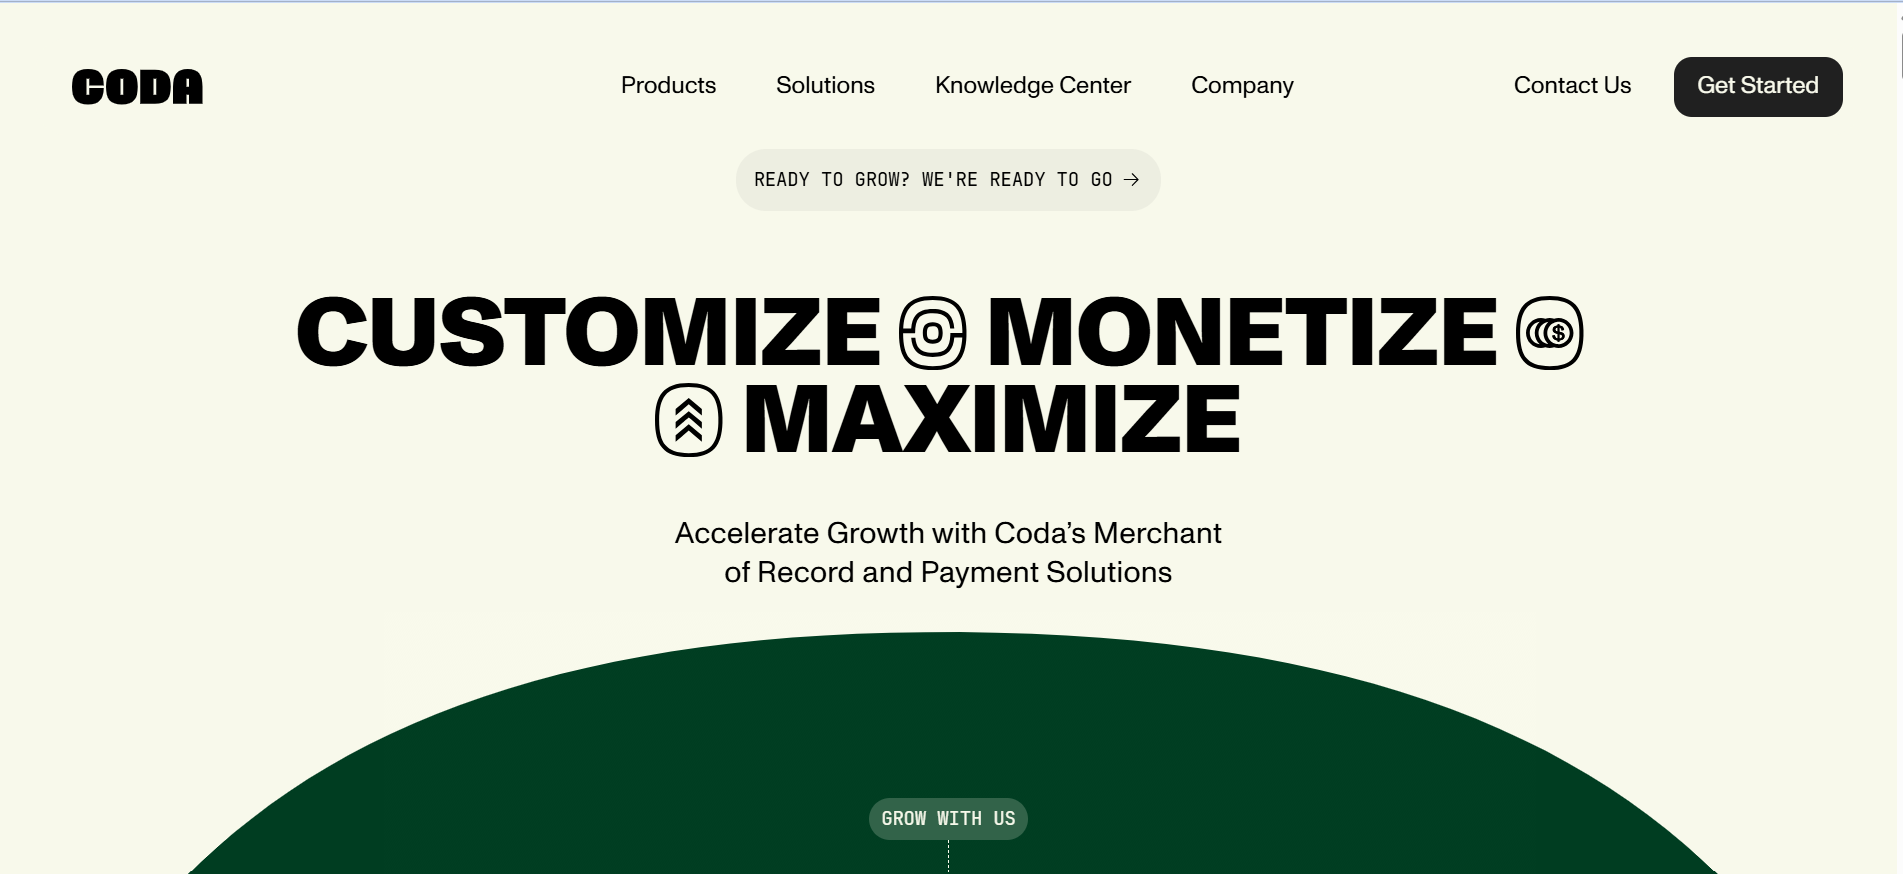 CODA
Products Solutions Knowledge Center Company Contact Us Get Started
READY TO GROW? WE'RE READY TO GO →
CUSTOMIZE MONETIZE $
MAXIMIZE
Accelerate Growth with Coda’s Merchant
of Record and Payment Solutions
GROW WITH US